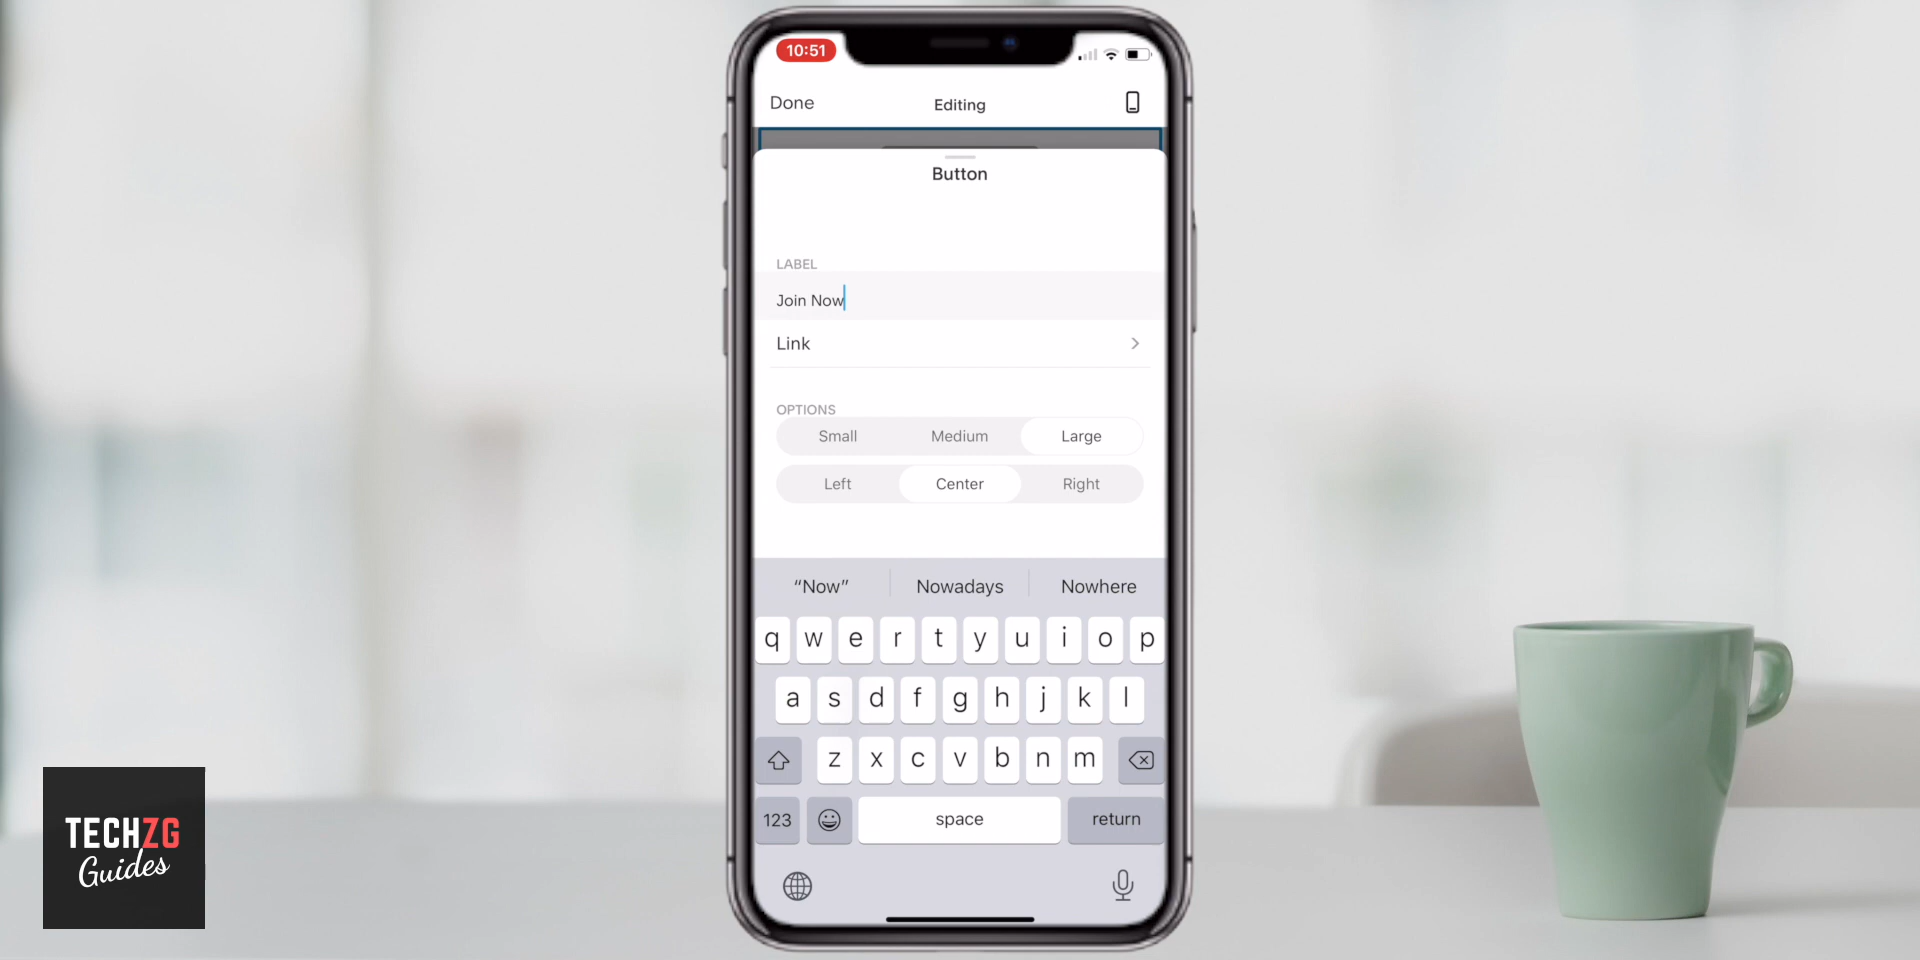 10:51
Done
Editing
Button
LABEL
Join Now
Link
OPTIONS
Small Medium Large
Left Center Right
“Now” Nowadays Nowhere
q w e r t y u i o p
a s d f g h j k l
z x c v b n m
123 space return
TECHZG
Guides